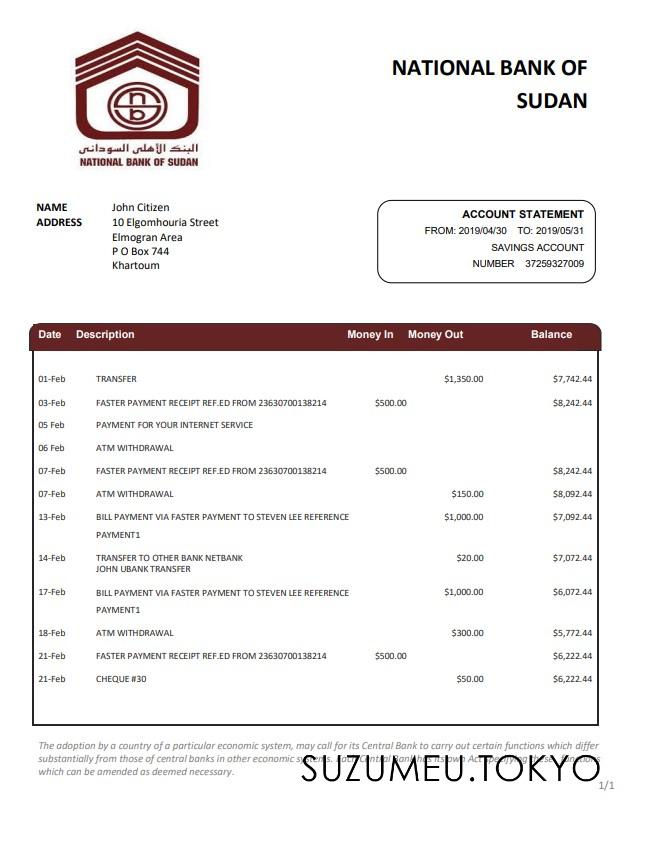 NATIONAL BANK OF
SUDAN
nb
البنك الأهلي السوداني
NATIONAL BANK OF SUDAN
NAME John Citizen
ADDRESS 10 Elgomhouria Street
Elmogran Area
P O Box 744
Khartoum
ACCOUNT STATEMENT
FROM: 2019/04/30 TO: 2019/05/31
SAVINGS ACCOUNT
NUMBER 37259327009
Date Description Money In Money Out Balance
01-Feb TRANSFER $1,350.00 $7,742.44
03-Feb FASTER PAYMENT RECEIPT REF.ED FROM 23630700138214 $500.00 $8,242.44
05 Feb PAYMENT FOR YOUR INTERNET SERVICE
06 Feb ATM WITHDRAWAL
07-Feb FASTER PAYMENT RECEIPT REF.ED FROM 23630700138214 $500.00 $8,242.44
07-Feb ATM WITHDRAWAL $150.00 $8,092.44
13-Feb BILL PAYMENT VIA FASTER PAYMENT TO STEVEN LEE REFERENCE $1,000.00 $7,092.44
PAYMENT1
14-Feb TRANSFER TO OTHER BANK NETBANK $20.00 $7,072.44
JOHN UBANK TRANSFER
17-Feb BILL PAYMENT VIA FASTER PAYMENT TO STEVEN LEE REFERENCE $1,000.00 $6,072.44
PAYMENT1
18-Feb ATM WITHDRAWAL $300.00 $5,772.44
21-Feb FASTER PAYMENT RECEIPT REF.ED FROM 23630700138214 $500.00 $6,222.44
21-Feb CHEQUE #30 $50.00 $6,222.44
The adoption by a country of a particular economic system, may call for its Central Bank to carry out certain functions which differ
substantially from those of central banks in other economic systems. Each Central Bank has its own Act specifying these functions
which can be amended as deemed necessary.
SUZUMEU.TOKYO
1/1